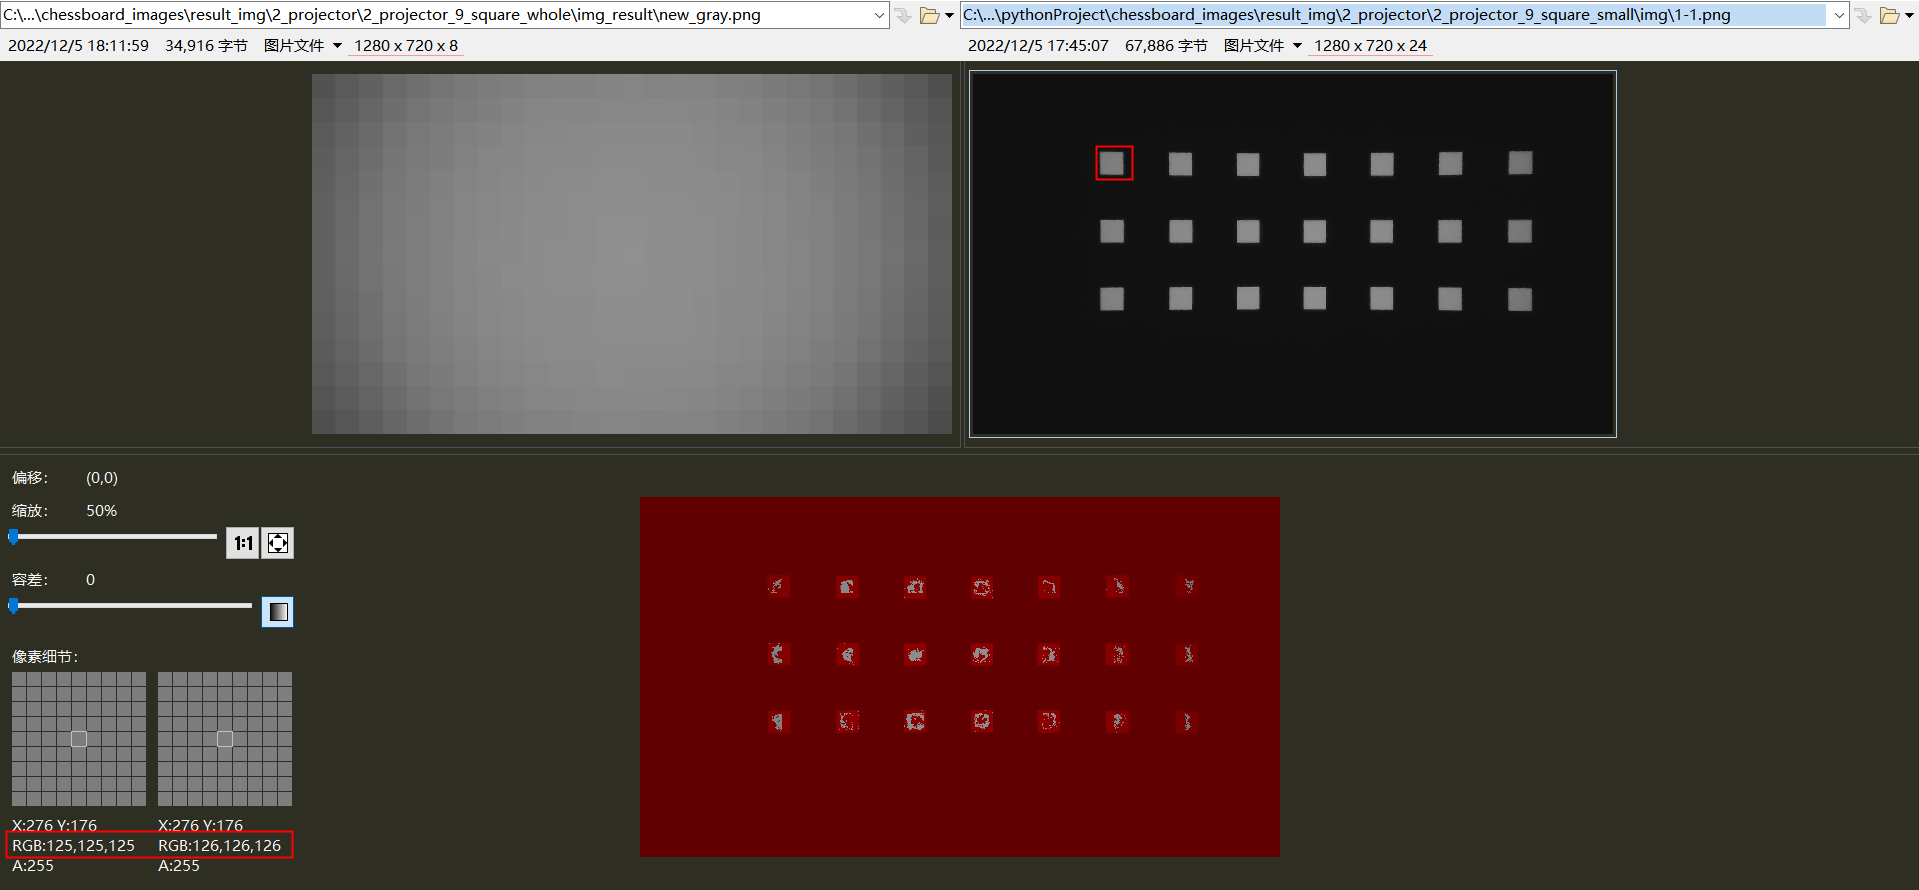 C:\...\chessboard_images\result_img\2_projector\2_projector_9_square_whole\img_result\new_gray.png
C:\...\pythonProject\chessboard_images\result_img\2_projector\2_projector_9_square_small\img\1-1.png
2022/12/5 18:11:59 34,916 字节 图片文件 1280 x 720 x 8
2022/12/5 17:45:07 67,886 字节 图片文件 1280 x 720 x 24
偏移: (0,0)
缩放: 50%
1:1
容差: 0
像素细节:
X:276 Y:176 X:276 Y:176
RGB:125,125,125 RGB:126,126,126
A:255 A:255